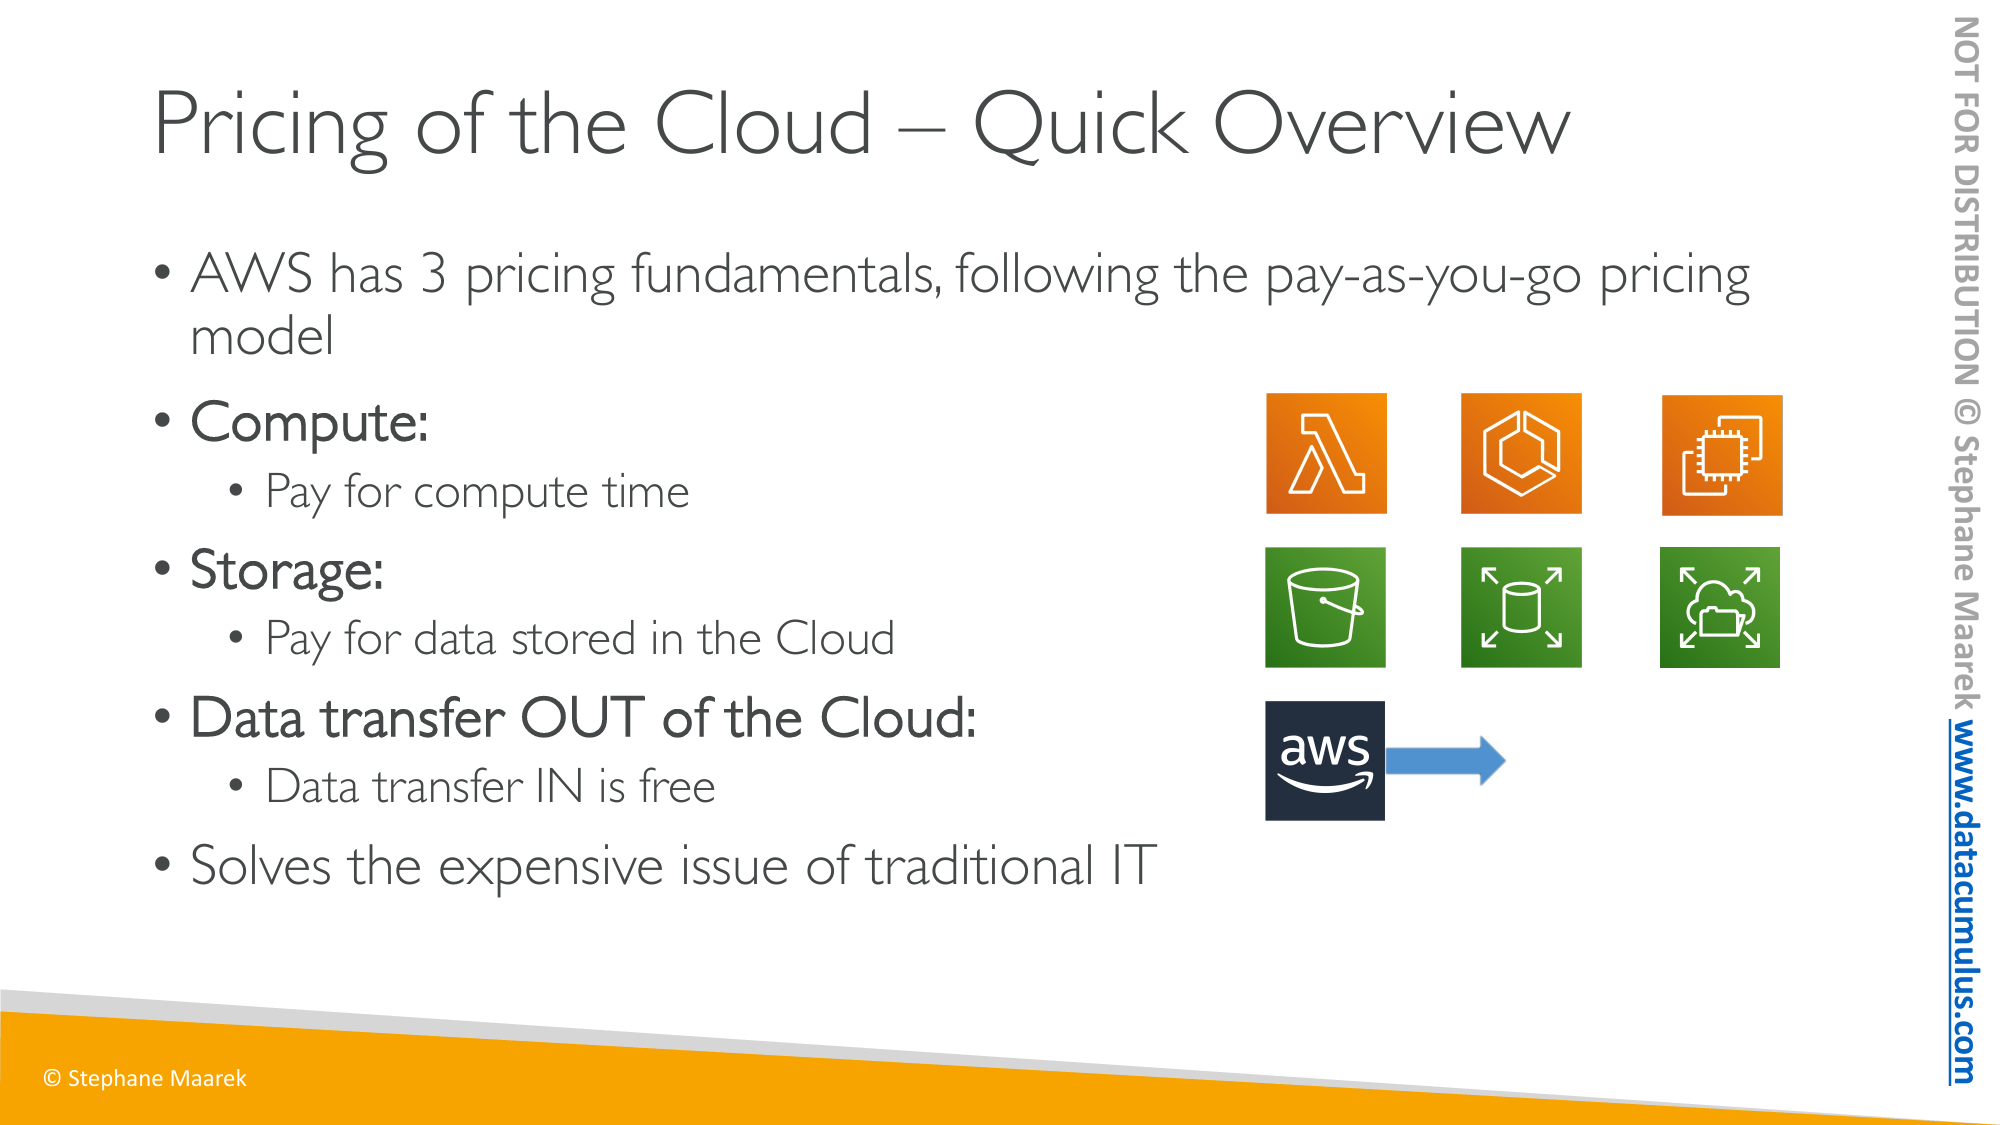 Pricing of the Cloud – Quick Overview
• AWS has 3 pricing fundamentals, following the pay-as-you-go pricing
model
• Compute:
• Pay for compute time
• Storage:
• Pay for data stored in the Cloud
• Data transfer OUT of the Cloud:
• Data transfer IN is free
• Solves the expensive issue of traditional IT
aws
© Stephane Maarek
NOT FOR DISTRIBUTION © Stephane Maarek www.datacumulus.com